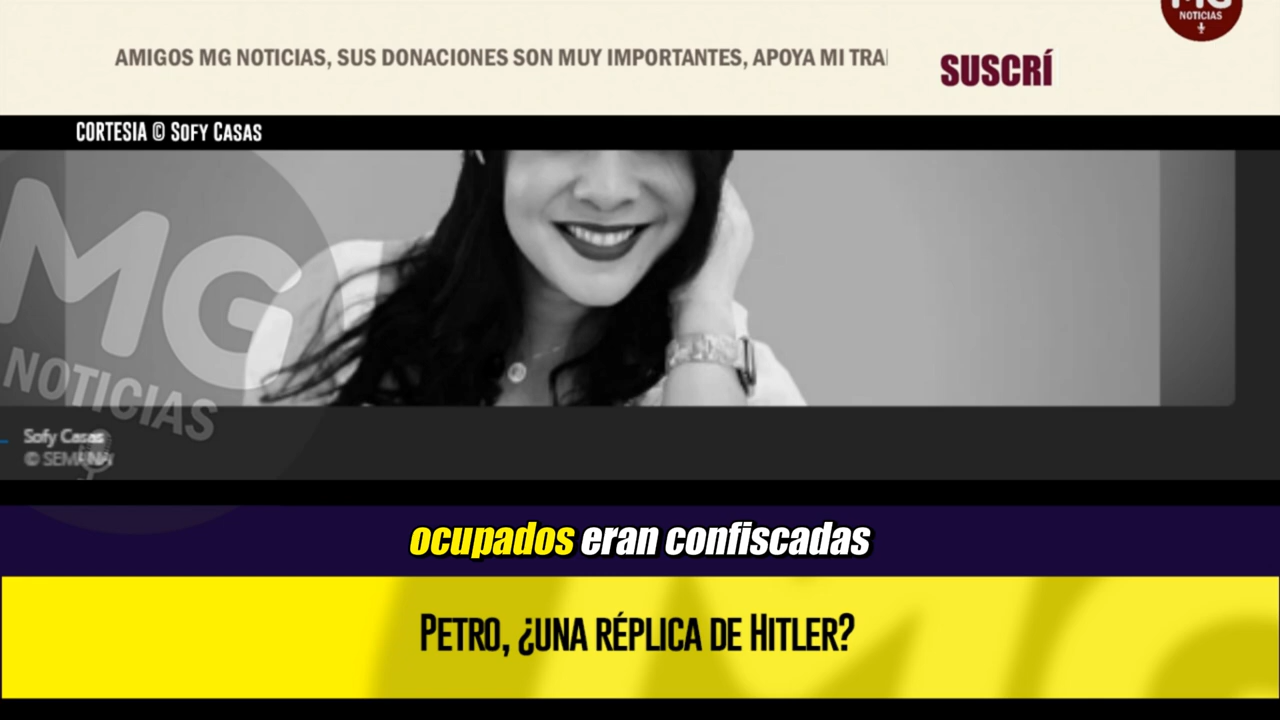 MG
NOTICIAS
AMIGOS MG NOTICIAS, SUS DONACIONES SON MUY IMPORTANTES, APOYA MI TRA
SUSCRÍ
CORTESIA © SOFY CASAS
MG
NOTICIAS
Sofy Casas
© SEMANA
ocupados eran confiscadas
PETRO, ¿UNA RÉPLICA DE HITLER?